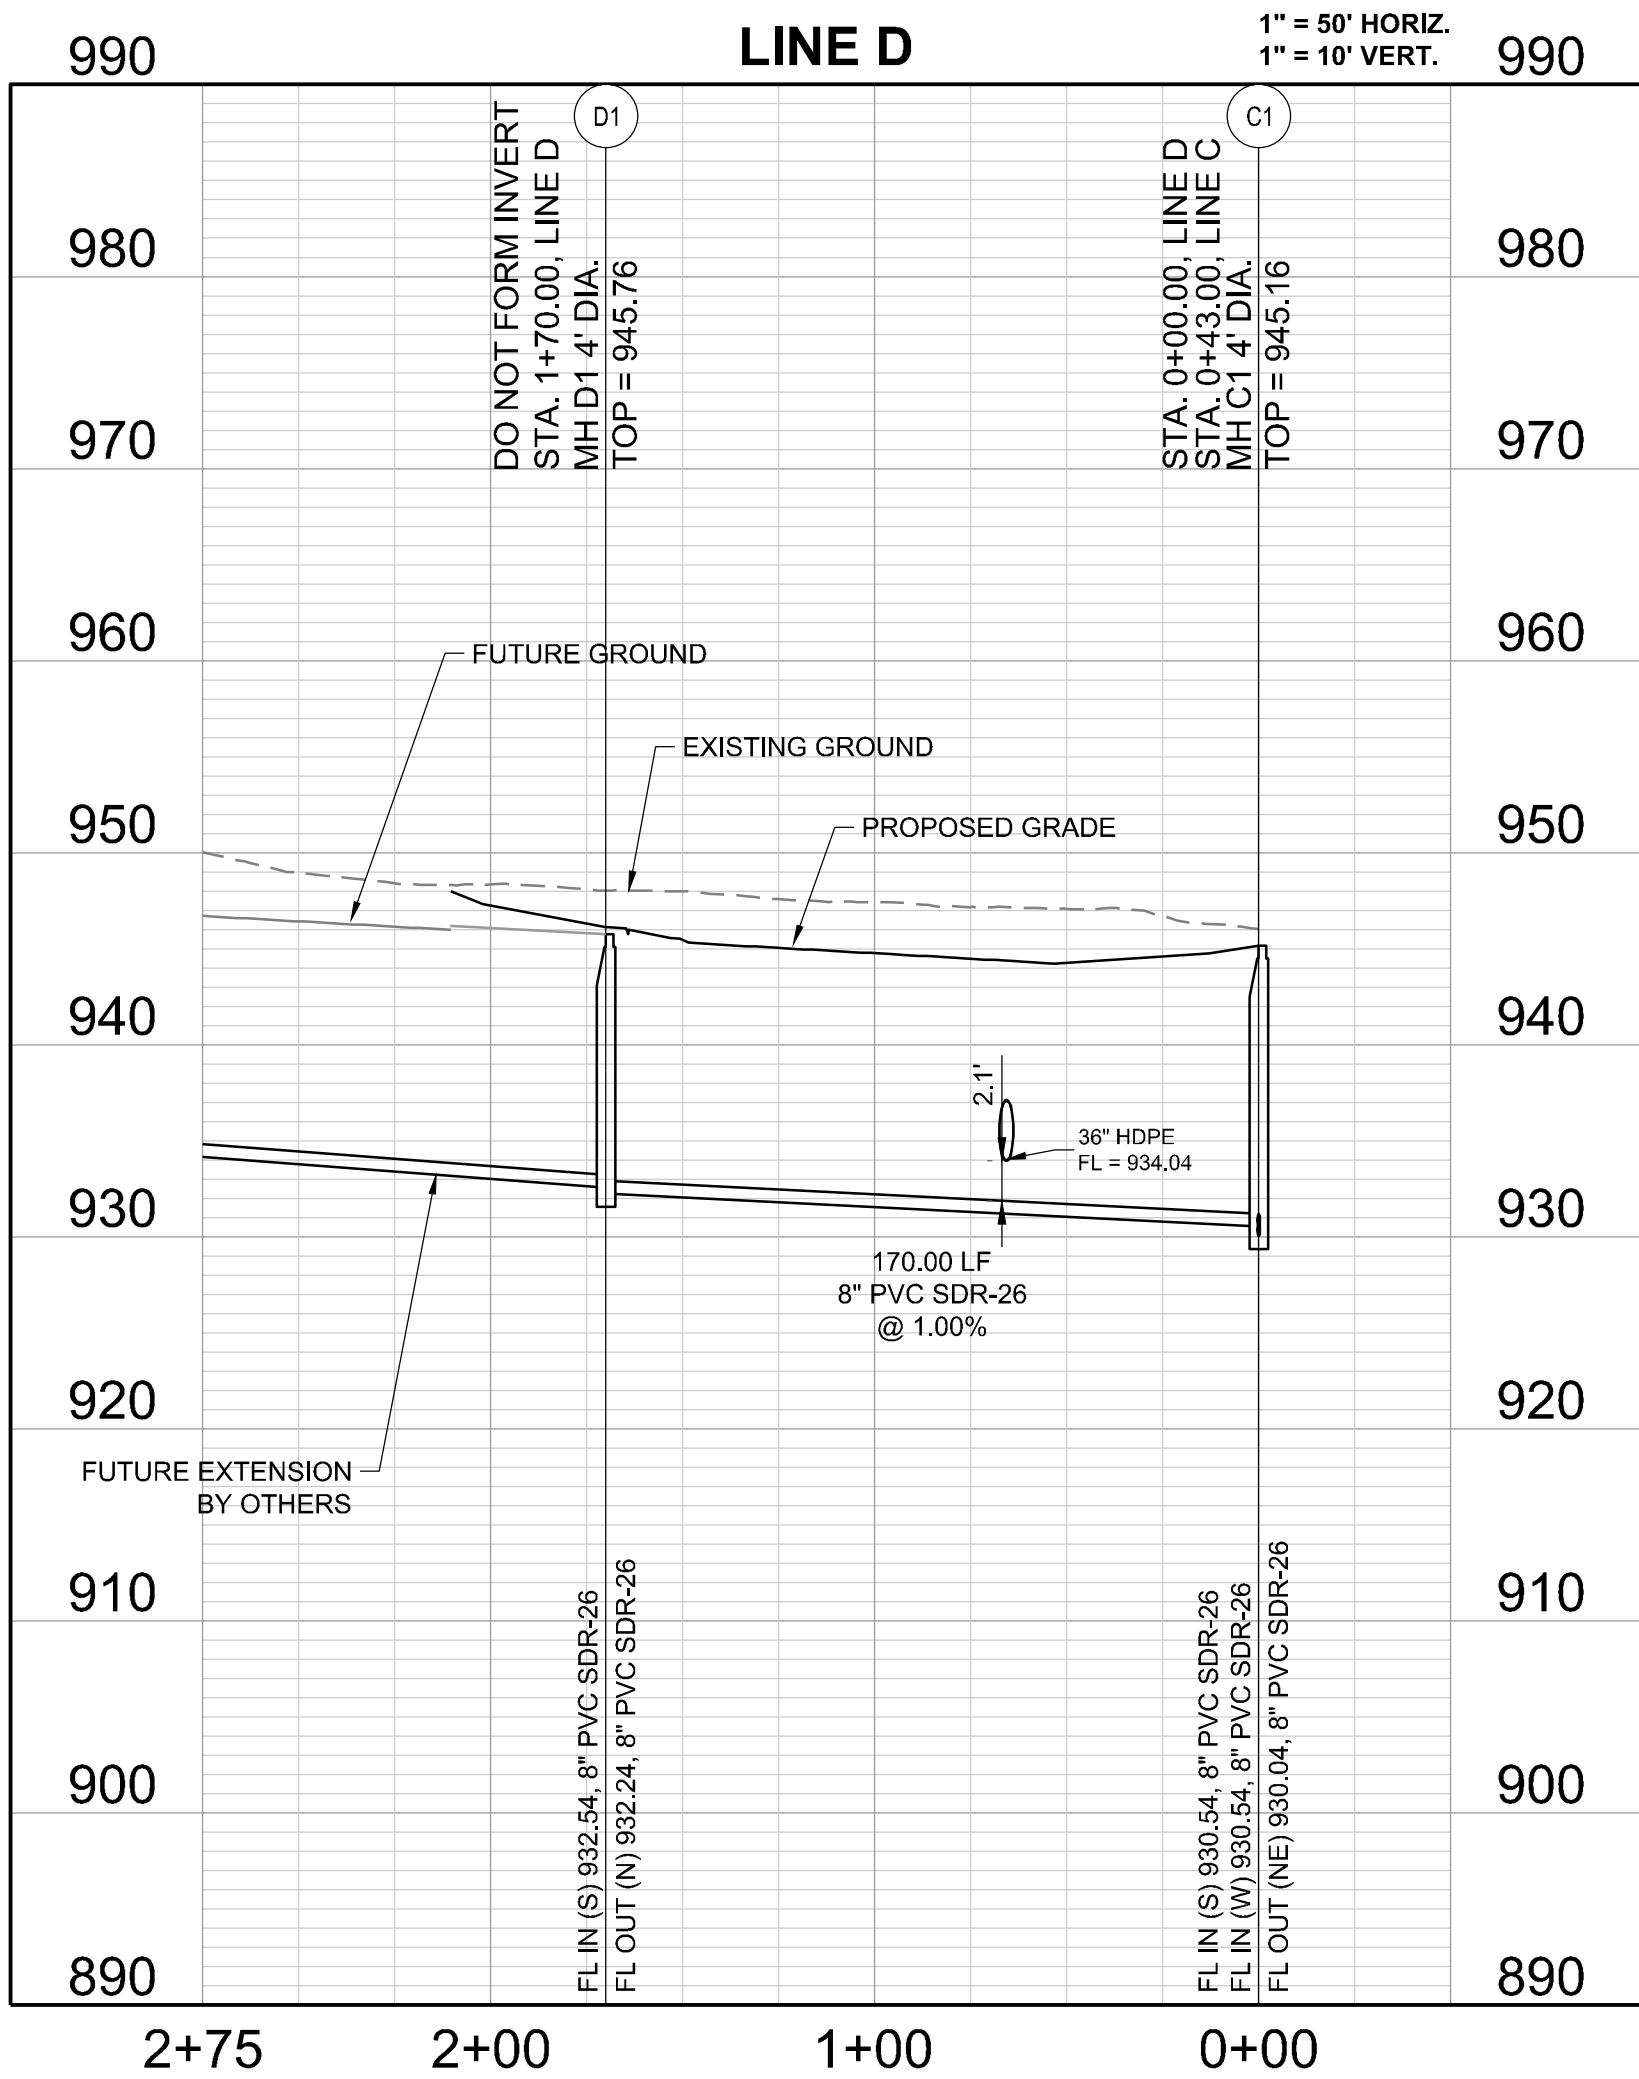 LINE D
1" = 50' HORIZ.
1" = 10' VERT.
990
990
D1
C1
DO NOT FORM INVERT
STA. 1+70.00, LINE D
MH D1 4' DIA.
TOP = 945.76
STA. 0+00.00, LINE D
STA. 0+43.00, LINE C
MH C1 4' DIA.
TOP = 945.16
980
980
970
970
960
960
FUTURE GROUND
EXISTING GROUND
950
950
PROPOSED GRADE
940
940
2.1'
36" HDPE
FL = 934.04
930
930
170.00 LF
8" PVC SDR-26
@ 1.00%
920
920
FUTURE EXTENSION
BY OTHERS
910
910
FL IN (S) 932.54, 8" PVC SDR-26
FL OUT (N) 932.24, 8" PVC SDR-26
FL IN (S) 930.54, 8" PVC SDR-26
FL IN (W) 930.54, 8" PVC SDR-26
FL OUT (NE) 930.04, 8" PVC SDR-26
900
900
890
890
2+75
2+00
1+00
0+00